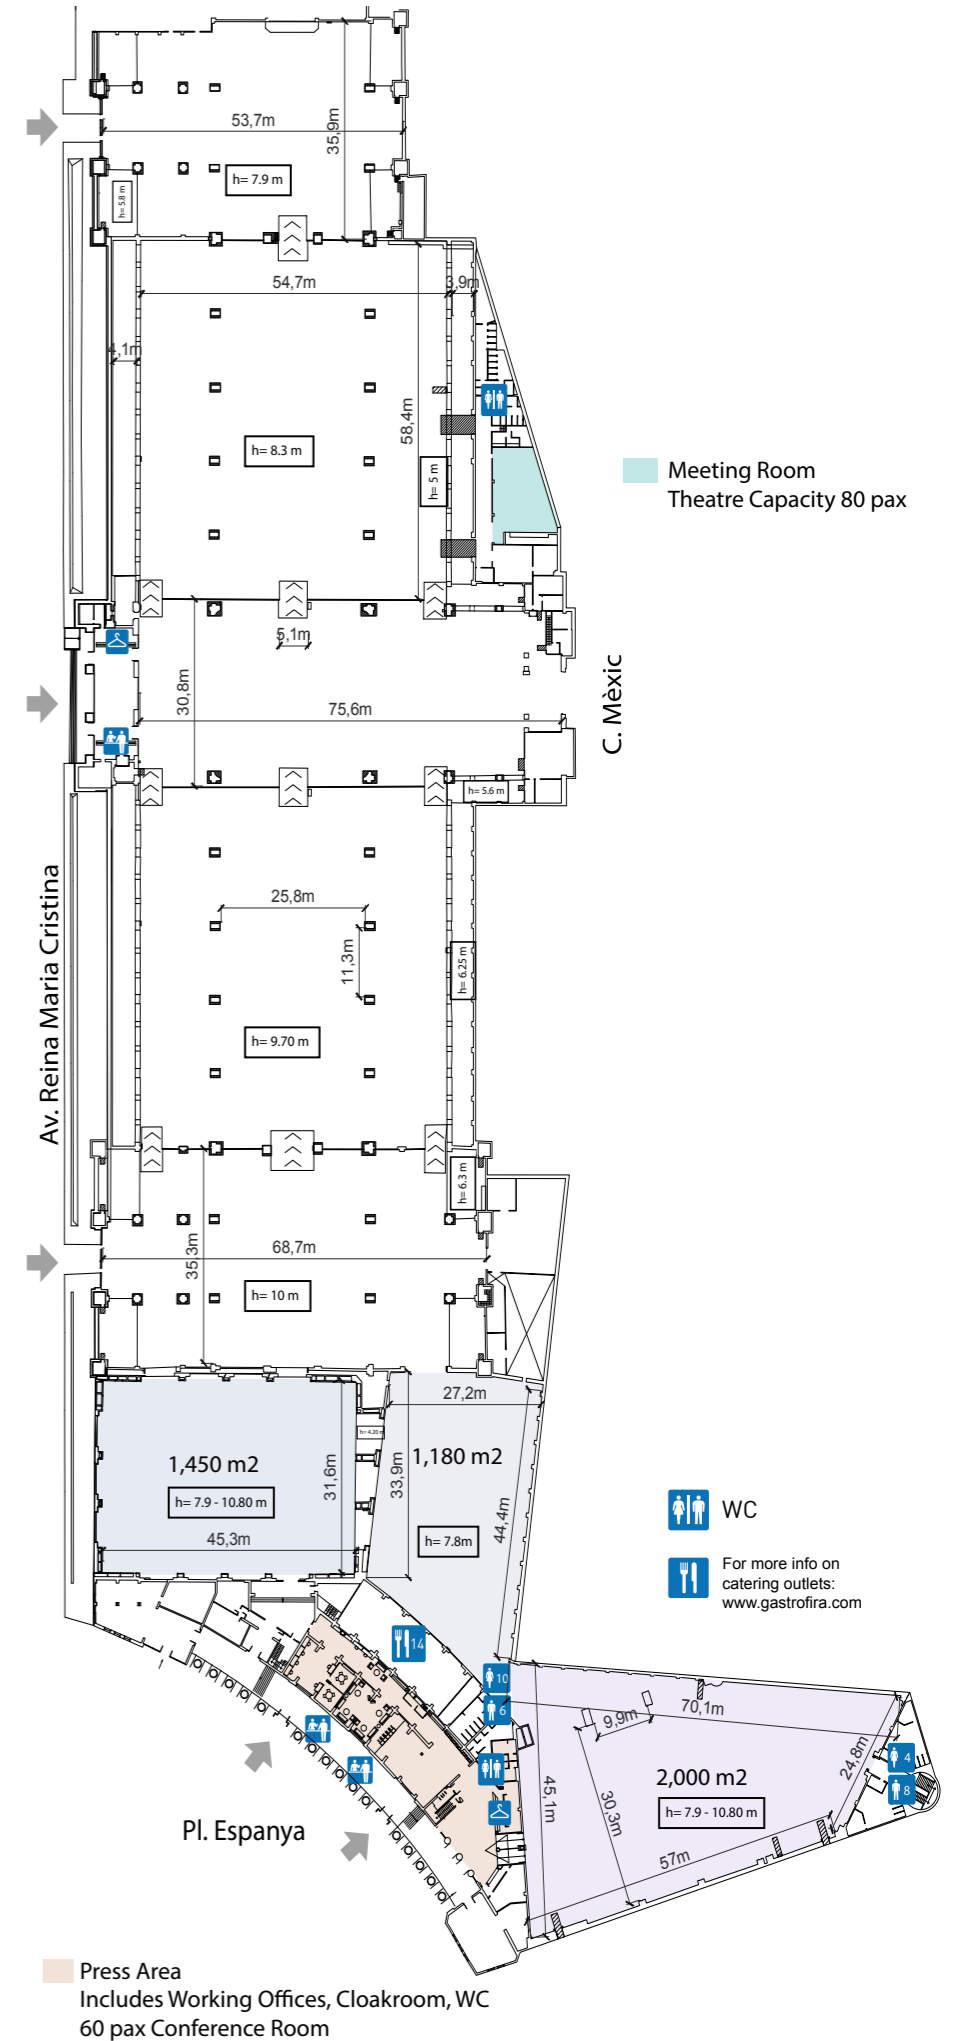 53,7m
35,9m
h= 7.9 m
h= 5.8 m
54,7m
3,9m
4,1m
58,4m
h= 8.3 m
h= 5 m
Meeting Room
Theatre Capacity 80 pax
5,1m
30,8m
75,6m
C. Mèxic
h= 5.6 m
Av. Reina Maria Cristina
25,8m
11,3m
h= 6.25 m
h= 9.70 m
h= 6.3 m
35,3m
68,7m
h= 10 m
27,2m
h= 4.20 m
1,450 m2
31,6m
33,9m
1,180 m2
h= 7.9 - 10.80 m
44,4m
h= 7.8m
45,3m
WC
For more info on
catering outlets:
www.gastrofira.com
14
10
6
70,1m
9,9m
24,8m
4
8
2,000 m2
45,1m
30,3m
h= 7.9 - 10.80 m
57m
Pl. Espanya
Press Area
Includes Working Offices, Cloakroom, WC
60 pax Conference Room